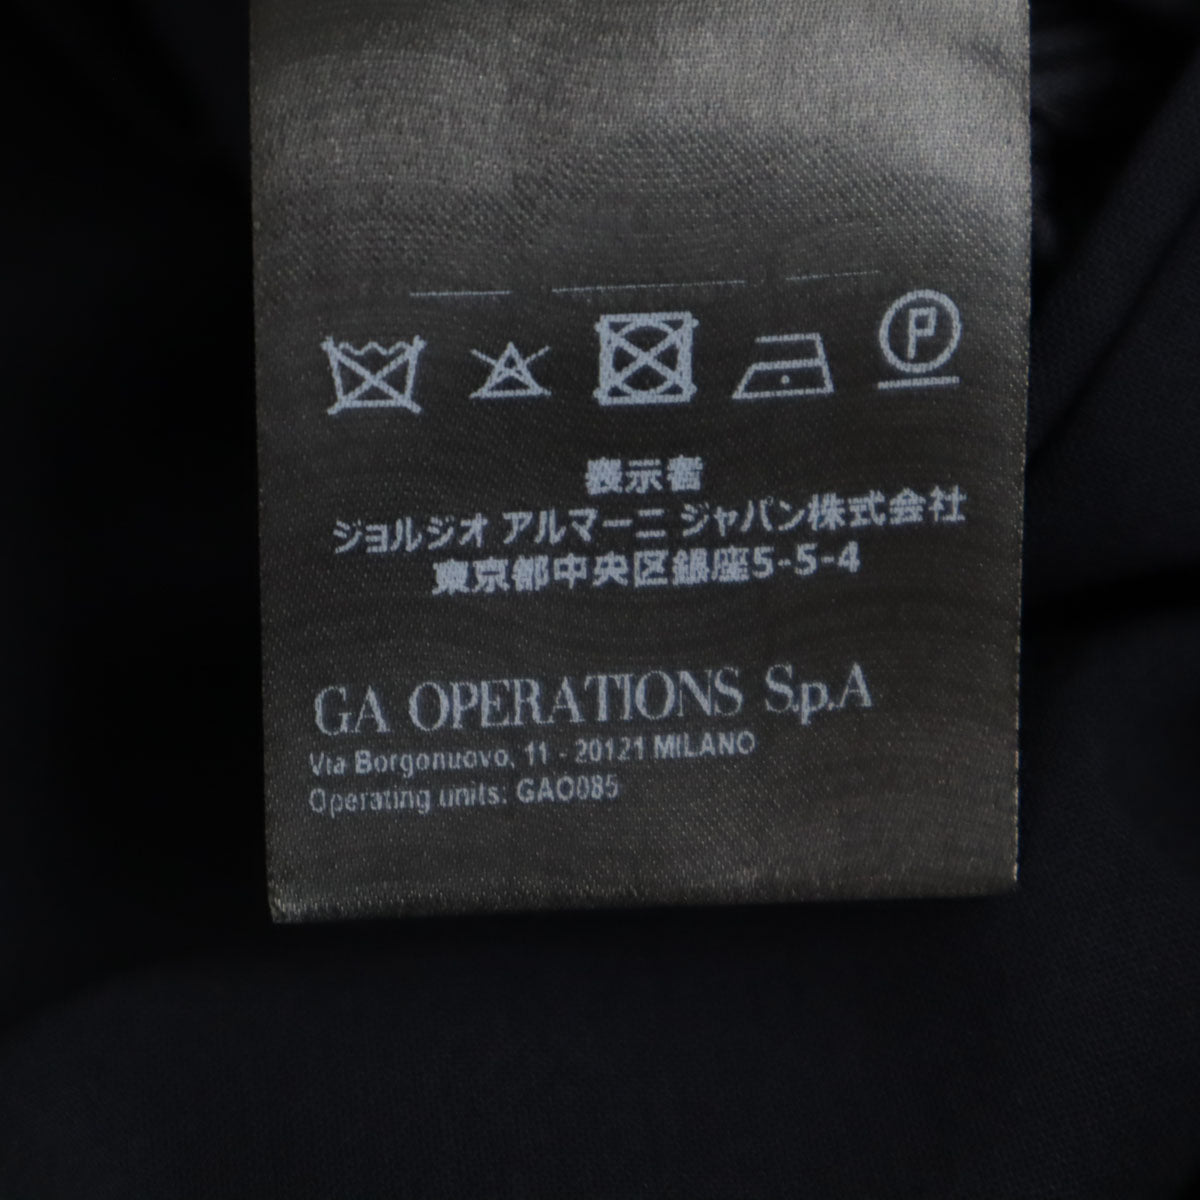 P
表示者
ジョルジオ アルマーニ ジャパン株式会社
東京都中央区銀座5-5-4
GA OPERATIONS S.p.A
Via Borgonuovo, 11 - 20121 MILANO
Operating units: GAO085